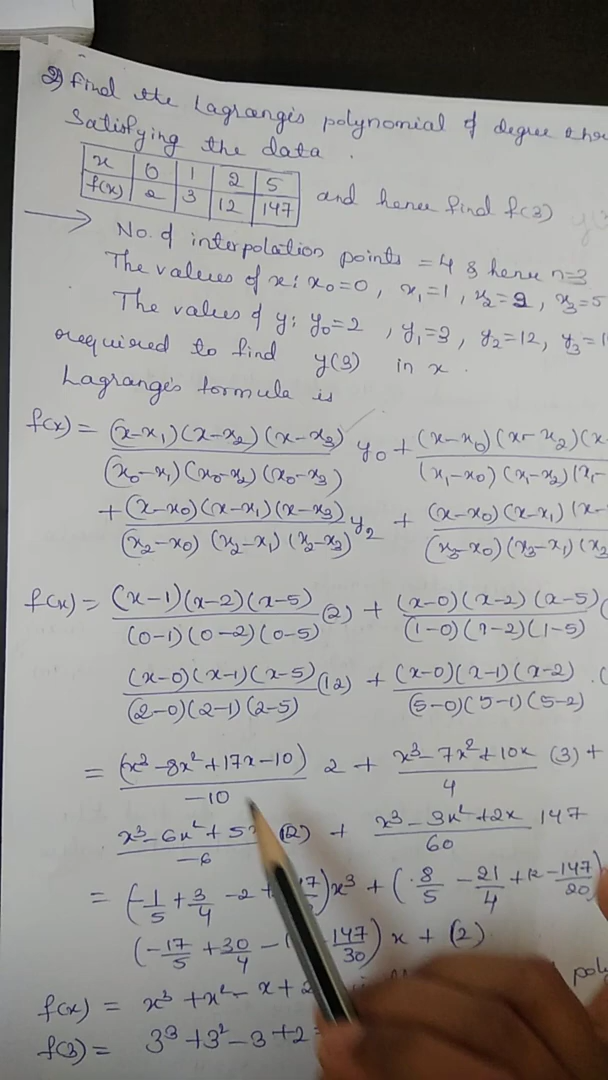 2) Find the Lagrange's polynomial of degree three
Satisfying the data.
x 0 1 2 5
f(x) 2 3 12 147
and hence find f(3)
No. of interpolation points = 4 & hence n=3
The values of x: x₀=0, x₁=1, x₂=2, x₃=5
The values of y: y₀=2, y₁=3, y₂=12, y₃=1
required to find y(3) in x.
Lagrange's formula is
f(x) = (x-x₁)(x-x₂)(x-x₃)/(x₀-x₁)(x₀-x₂)(x₀-x₃) y₀ + (x-x₀)(x-x₂)(x-/(x₁-x₀)(x₁-x₂)(x₁-
+ (x-x₀)(x-x₁)(x-x₃)/(x₂-x₀)(x₂-x₁)(x₂-x₃) y₂ + (x-x₀)(x-x₁)(x-/(x₃-x₀)(x₃-x₁)(x₃
f(x) = (x-1)(x-2)(x-5)/(0-1)(0-2)(0-5) (2) + (x-0)(x-2)(x-5)/(1-0)(1-2)(1-5) (
(x-0)(x-1)(x-5)/(2-0)(2-1)(2-5) (12) + (x-0)(x-1)(x-2)/(5-0)(5-1)(5-2) . (
= (x³-8x²+17x-10)/-10 2 + x³-7x²+10x/4 (3) +
x³-6x²+5x/-6 (12) + x³-3x²+2x/60 147
= (-1/5 + 3/4 -2 + )x³ + (8/5 - 21/4 + 12 - 147/20)
(-17/5 + 30/4 - 147/30) x + (2)
f(x) = x³+x²-x+2 poly
f(3) = 3³+3²-3+2=